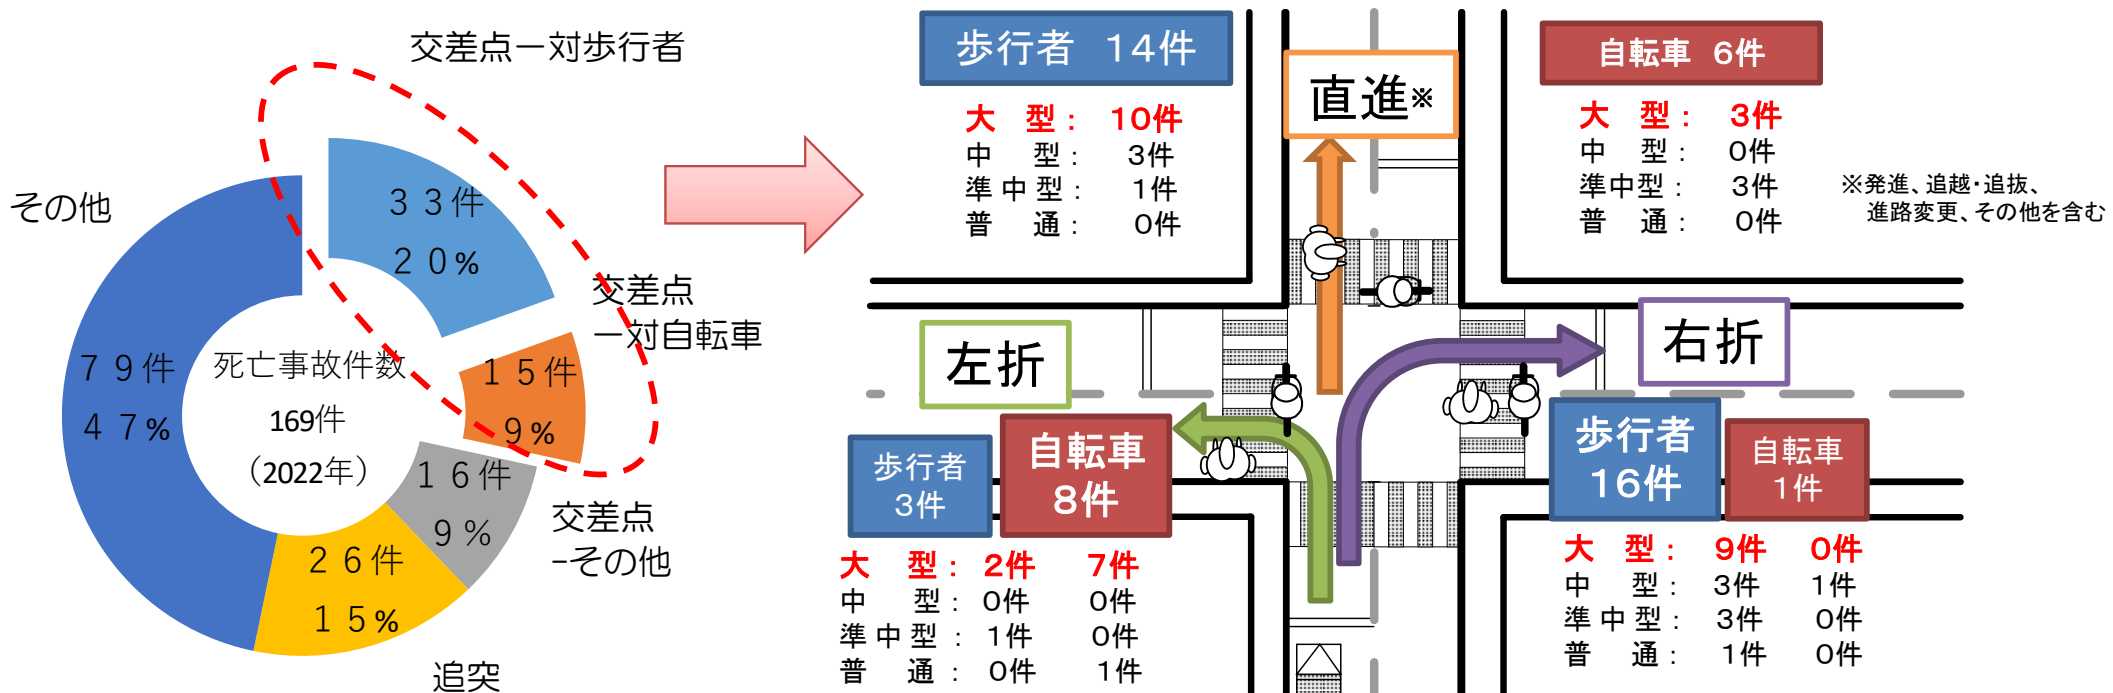 交差点ー対歩行者
その他
３３件
２０%
交差点
ー対自転車
７９件
４７%
死亡事故件数
169件
（2022年）
１５件
９%
１６件
９%
交差点
-その他
２６件
１５%
追突
歩行者 14件
大型： 10件
中型： 3件
準中型： 1件
普通： 0件
直進※
自転車 6件
大型： 3件
中型： 0件
準中型： 3件
普通： 0件
※発進、追越・追抜、
進路変更、その他を含む
左折
歩行者
3件
自転車
8件
大型： 2件 7件
中型： 0件 0件
準中型： 1件 0件
普通： 0件 1件
右折
歩行者
16件
自転車
1件
大型： 9件 0件
中型： 3件 1件
準中型： 3件 0件
普通： 1件 0件